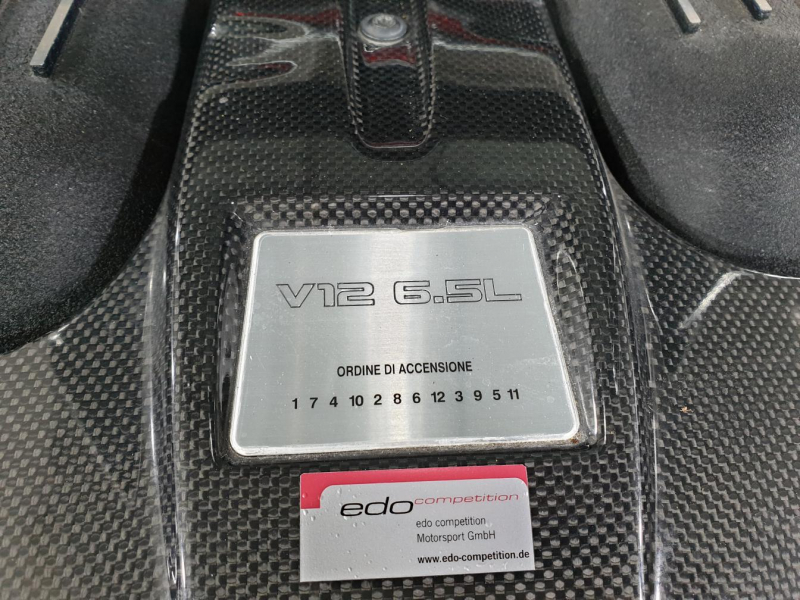 V12 6.5L
ORDINE DI ACCENSIONE
1 7 4 10 2 8 6 12 3 9 5 11
edo competition
edo competition
Motorsport GmbH
www.edo-competition.de